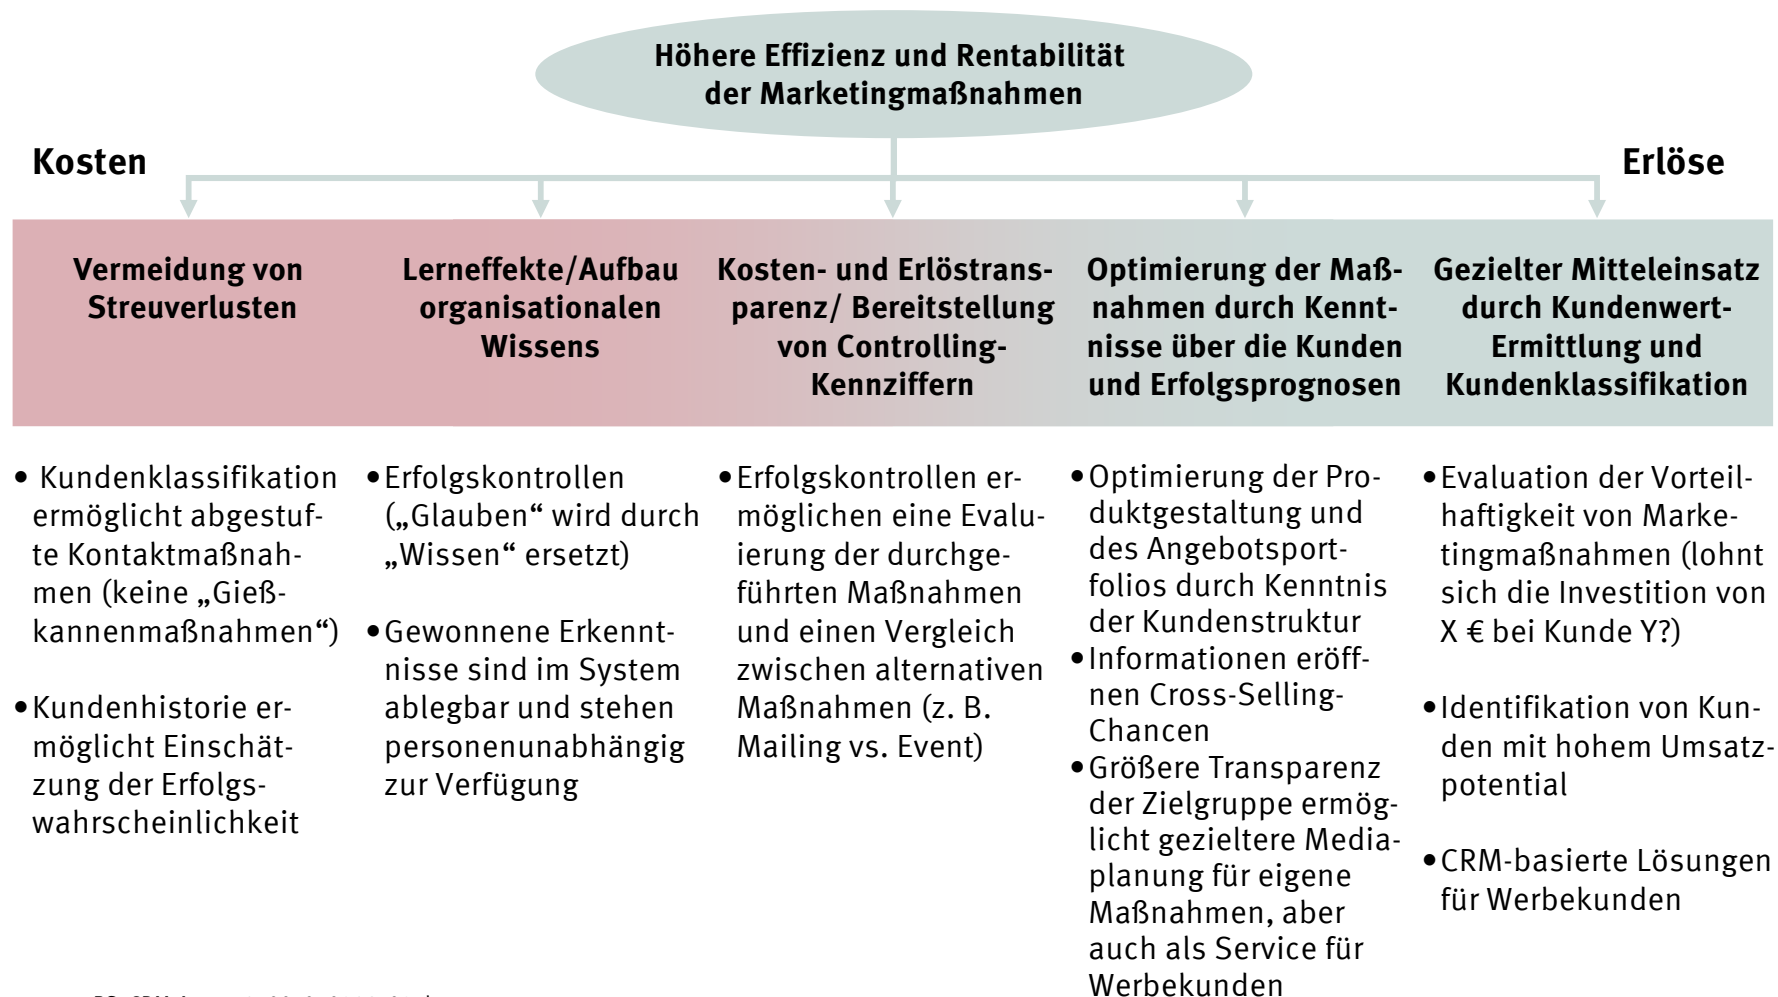 Höhere Effizienz und Rentabilität
der Marketingmaßnahmen
Kosten
Erlöse
Vermeidung von
Streuverlusten
Lerneffekte/Aufbau
organisationalen
Wissens
Kosten- und Erlöstrans-
parenz/ Bereitstellung
von Controlling-
Kennziffern
Optimierung der Maß-
nahmen durch Kennt-
nisse über die Kunden
und Erfolgsprognosen
Gezielter Mitteleinsatz
durch Kundenwert-
Ermittlung und
Kundenklassifikation
• Kundenklassifikation
ermöglicht abgestuf-
te Kontaktmaßnah-
men (keine „Gieß-
kannenmaßnahmen“)
•Kundenhistorie er-
möglicht Einschät-
zung der Erfolgs-
wahrscheinlichkeit
•Erfolgskontrollen
(„Glauben“ wird durch
„Wissen“ ersetzt)
•Gewonnene Erkennt-
nisse sind im System
ablegbar und stehen
personenunabhängig
zur Verfügung
•Erfolgskontrollen er-
möglichen eine Evalu-
ierung der durchge-
führten Maßnahmen
und einen Vergleich
zwischen alternativen
Maßnahmen (z. B.
Mailing vs. Event)
•Optimierung der Pro-
duktgestaltung und
des Angebotsport-
folios durch Kenntnis
der Kundenstruktur
•Informationen eröff-
nen Cross-Selling-
Chancen
•Größere Transparenz
der Zielgruppe ermög-
licht gezieltere Media-
planung für eigene
Maßnahmen, aber
auch als Service für
Werbekunden
•Evaluation der Vorteil-
haftigkeit von Marke-
tingmaßnahmen (lohnt
sich die Investition von
X € bei Kunde Y?)
•Identifikation von Kun-
den mit hohem Umsatz-
potential
•CRM-basierte Lösungen
für Werbekunden